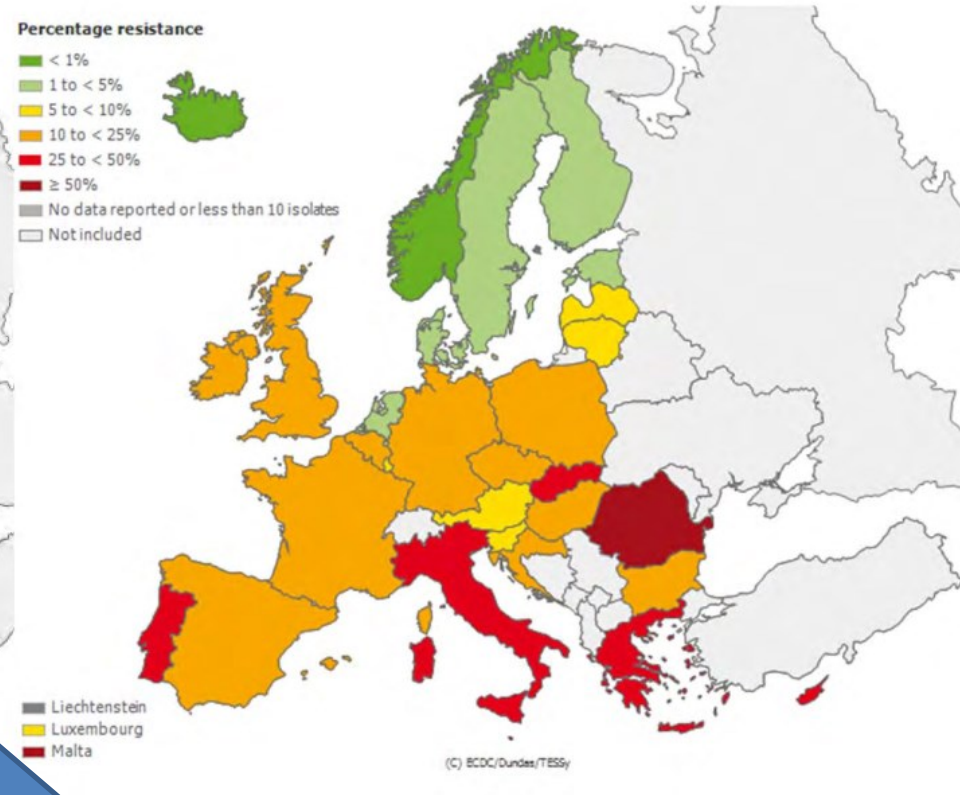 Percentage resistance
< 1%
1 to < 5%
5 to < 10%
10 to < 25%
25 to < 50%
≥ 50%
No data reported or less than 10 isolates
Not included
Liechtenstein
Luxembourg
Malta
(C) ECDC/Dundas/TESSy